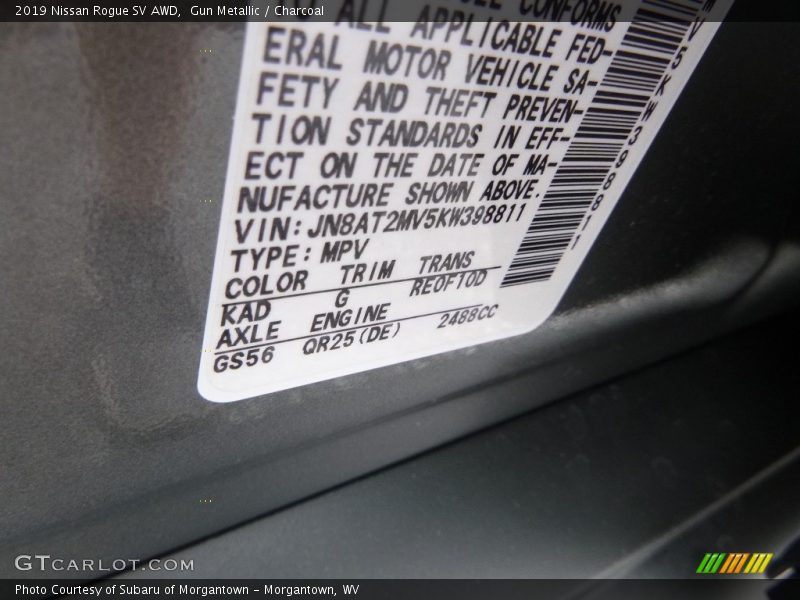 2019 Nissan Rogue SV AWD,  Gun Metallic / Charcoal
CONFORMS
ALL APPLICABLE FED-
ERAL MOTOR VEHICLE SA-
FETY AND THEFT PREVEN-
TION STANDARDS IN EFF-
ECT ON THE DATE OF MA-
NUFACTURE SHOWN ABOVE.
VIN: JN8AT2MV5KW398811
TYPE: MPV
COLOR TRIM TRANS
KAD G RE0F10D
AXLE ENGINE
GS56 QR25(DE) 2488CC
MV5KW398811
GTCARLOT.COM
Photo Courtesy of Subaru of Morgantown - Morgantown, WV